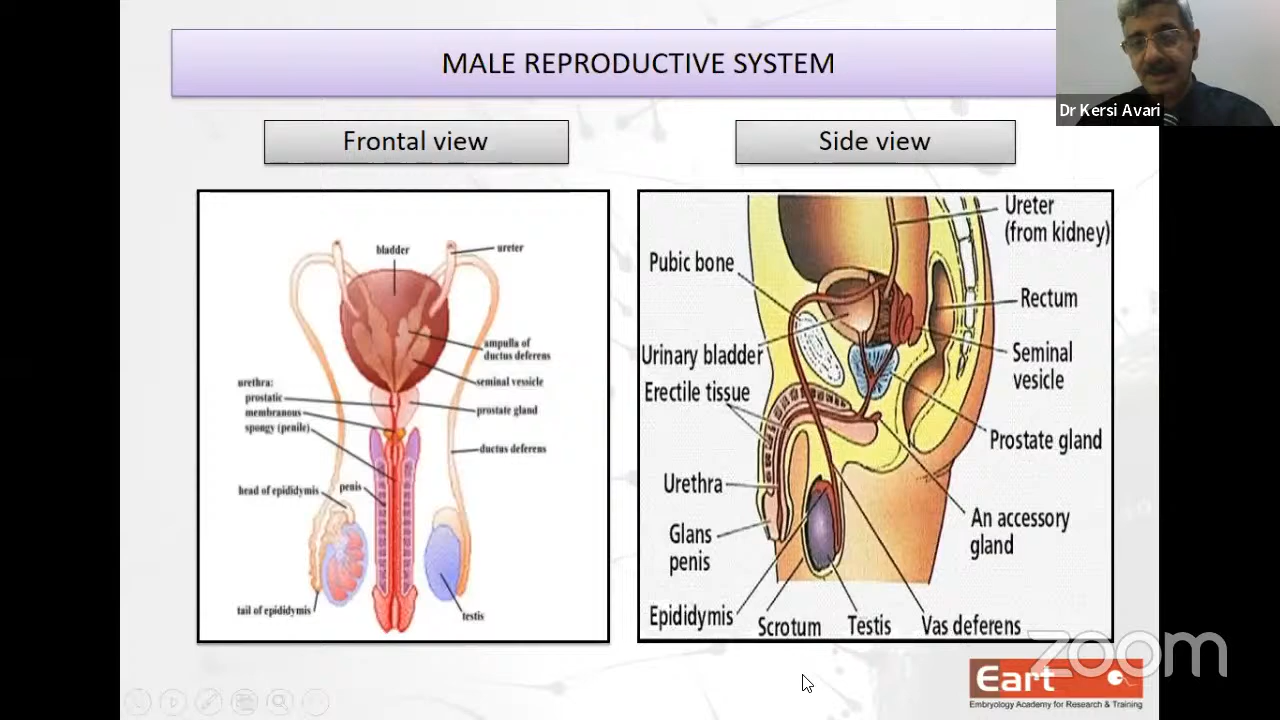 MALE REPRODUCTIVE SYSTEM
Dr Kersi Avari
Frontal view
Side view
bladder
ureter
ampulla of
ductus deferens
seminal vessicle
urethra:
prostatic
membranous
spongy (penile)
prostate gland
ductus deferens
head of epididymis
penis
tail of epididymis
testis
Ureter
(from kidney)
Pubic bone
Rectum
Urinary bladder
Seminal
vesicle
Erectile tissue
Prostate gland
Urethra
An accessory
gland
Glans
penis
Epididymis
Scrotum
Testis
Vas deferens
zoom
Eart
Embryology Academy for Research & Training